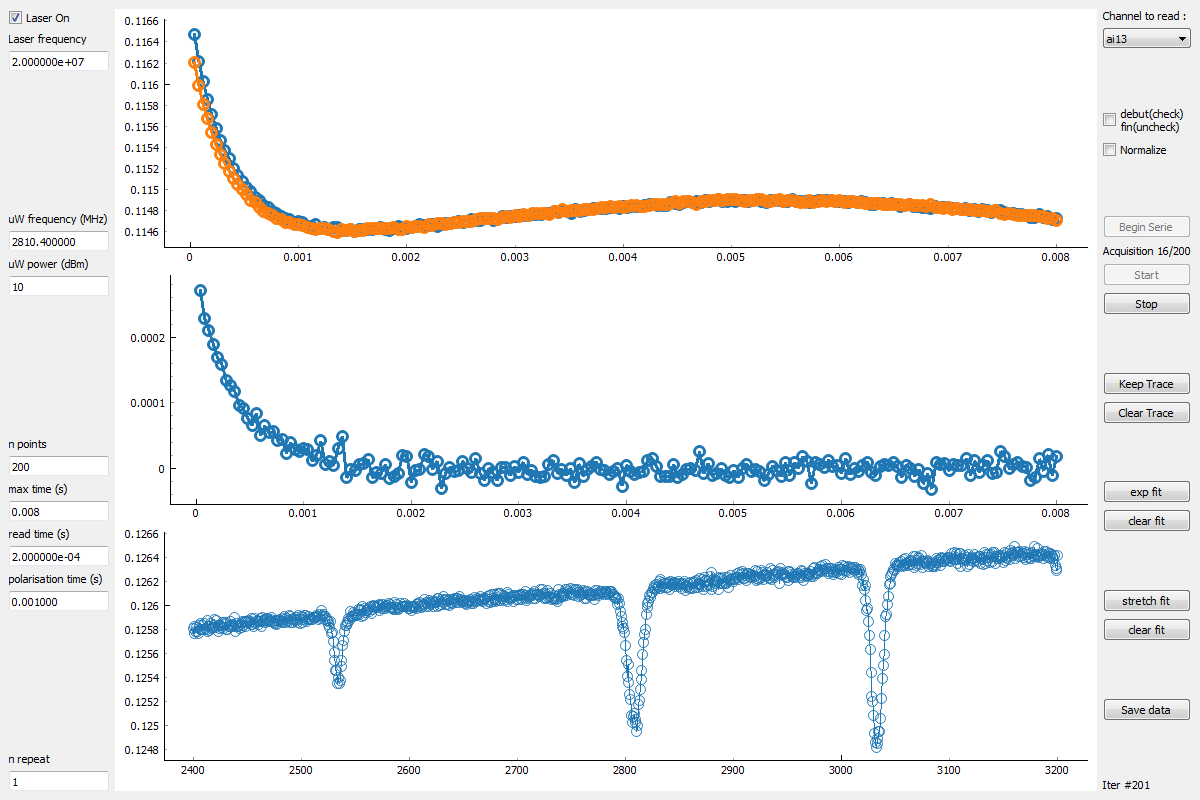 Laser On
Laser frequency
2.000000e+07
uW frequency (MHz)
2810.400000
uW power (dBm)
10
n points
200
max time (s)
0.008
read time (s)
2.000000e-04
polarisation time (s)
0.001000
n repeat
1
0.1166
0.1164
0.1162
0.116
0.1158
0.1156
0.1154
0.1152
0.115
0.1148
0.1146
0 0.001 0.002 0.003 0.004 0.005 0.006 0.007 0.008
0.0002
0.0001
0
0 0.001 0.002 0.003 0.004 0.005 0.006 0.007 0.008
0.1266
0.1264
0.1262
0.126
0.1258
0.1256
0.1254
0.1252
0.125
0.1248
2400 2500 2600 2700 2800 2900 3000 3100 3200
Channel to read :
ai13
debut(check)
fin(uncheck)
Normalize
Begin Serie
Acquisition 16/200
Start
Stop
Keep Trace
Clear Trace
exp fit
clear fit
stretch fit
clear fit
Save data
Iter #201